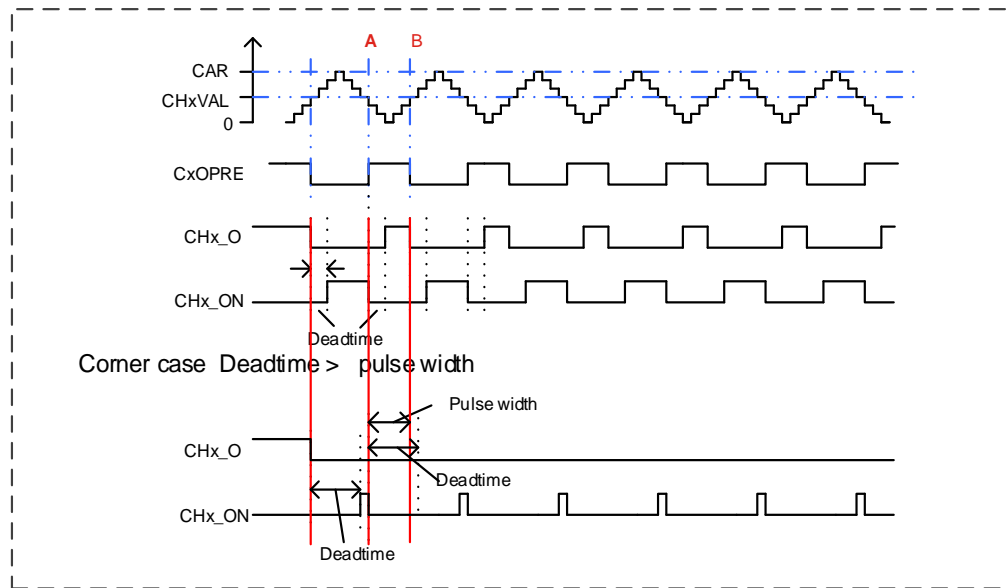 A B
CAR
CHxVAL
0
CxOPRE
CHx_O
CHx_ON
Deadtime
Corner case Deadtime > pulse width
Pulse width
CHx_O
Deadtime
CHx_ON
Deadtime